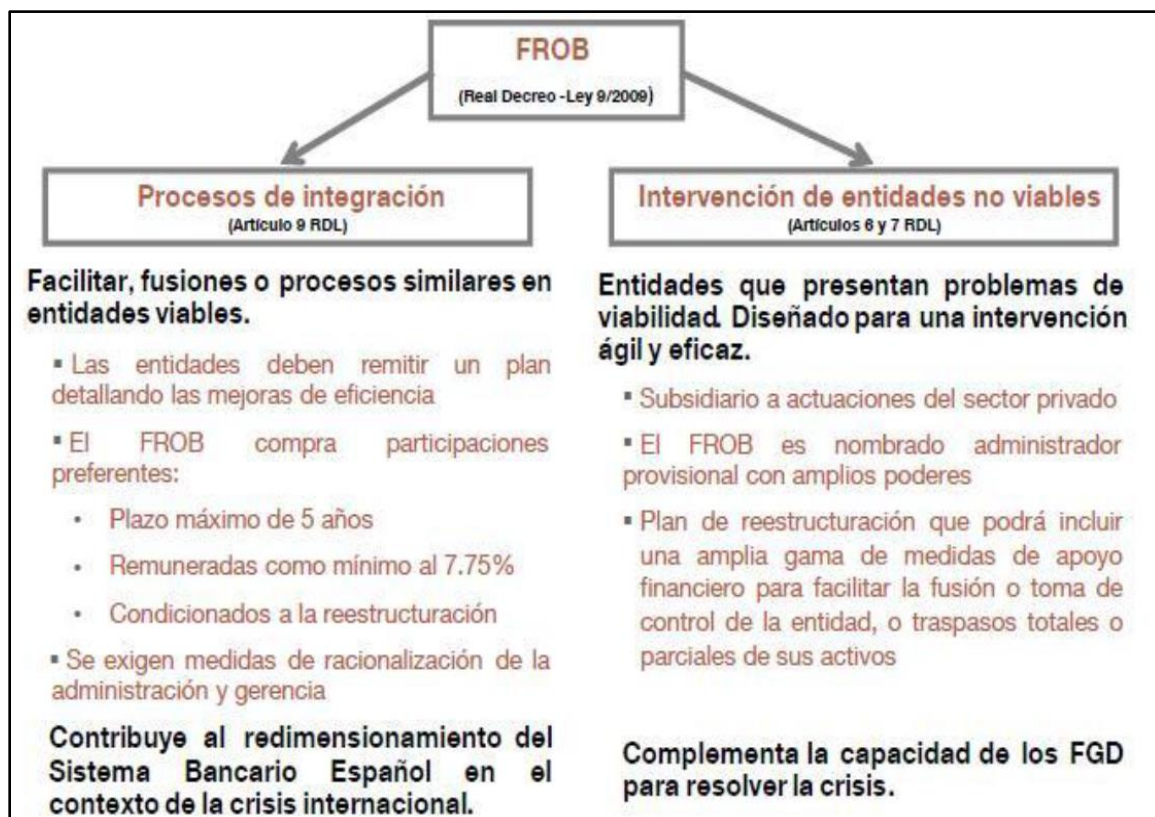 FROB
(Real Decreo -Ley 9/2009)
Procesos de integración
(Artículo 9 RDL)
Facilitar, fusiones o procesos similares en
entidades viables.
▪ Las entidades deben remitir un plan
detallando las mejoras de eficiencia
▪ El FROB compra participaciones
preferentes:
• Plazo máximo de 5 años
• Remuneradas como mínimo al 7.75%
• Condicionados a la reestructuración
▪ Se exigen medidas de racionalización de la
administración y gerencia
Contribuye al redimensionamiento del
Sistema Bancario Español en el
contexto de la crisis internacional.
Intervención de entidades no viables
(Artículos 6 y 7 RDL)
Entidades que presentan problemas de
viabilidad. Diseñado para una intervención
ágil y eficaz.
▪ Subsidiario a actuaciones del sector privado
▪ El FROB es nombrado administrador
provisional con amplios poderes
▪ Plan de reestructuración que podrá incluir
una amplia gama de medidas de apoyo
financiero para facilitar la fusión o toma de
control de la entidad, o traspasos totales o
parciales de sus activos
Complementa la capacidad de los FGD
para resolver la crisis.